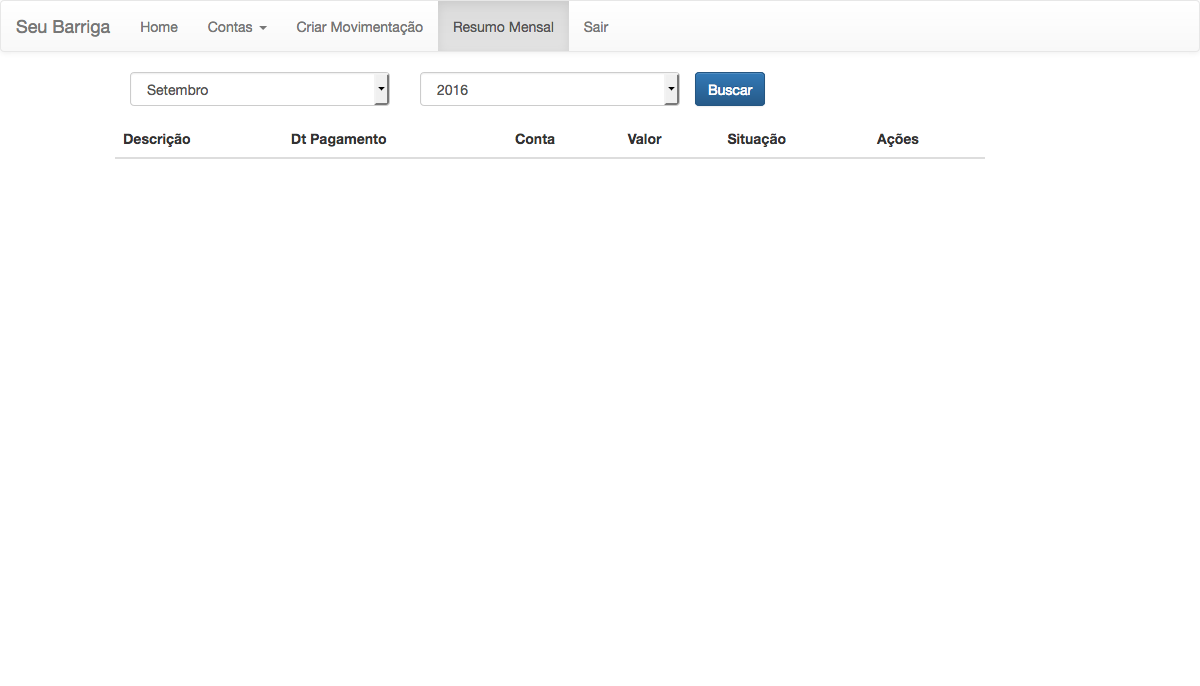 Seu Barriga Home Contas Criar Movimentação Resumo Mensal Sair
Setembro 2016 Buscar
Descrição Dt Pagamento Conta Valor Situação Ações